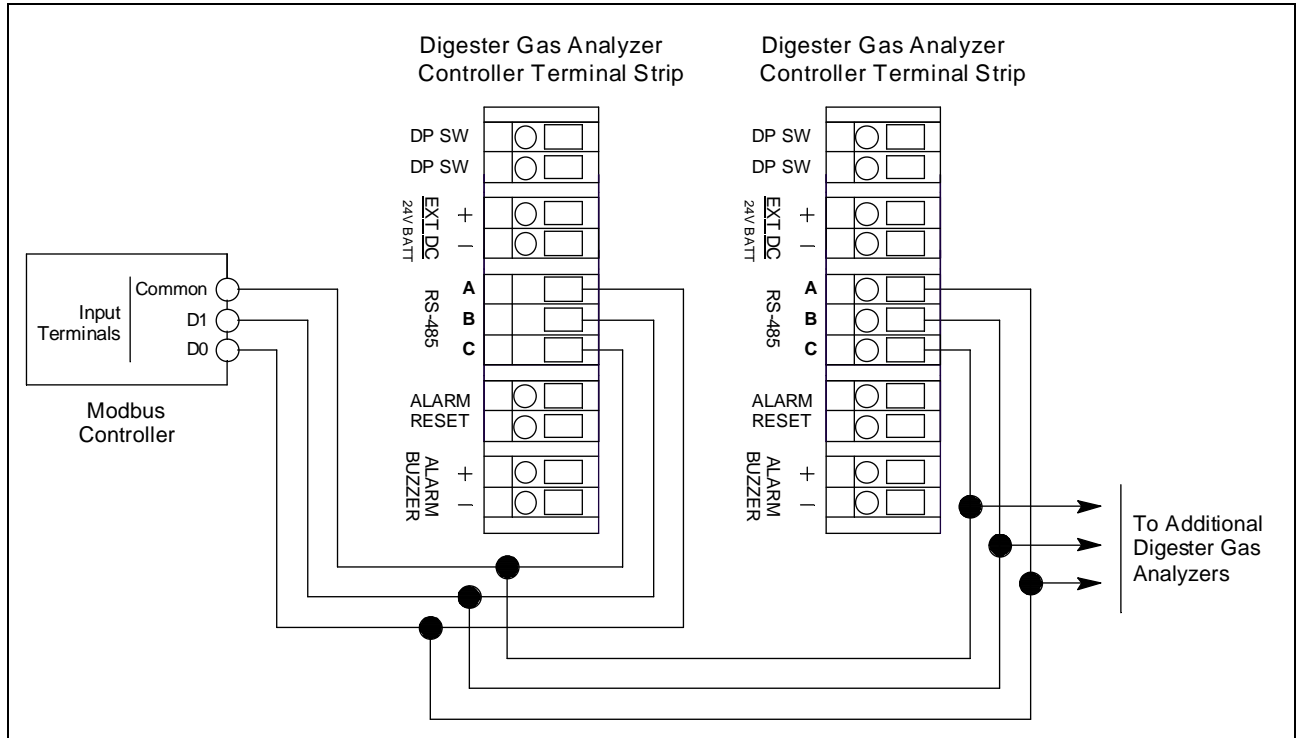 Digester Gas Analyzer
Controller Terminal Strip
Digester Gas Analyzer
Controller Terminal Strip
DP SW
DP SW
EXT DC
24V BATT
+
−
RS-485
A
B
C
ALARM
RESET
ALARM
BUZZER
+
−
DP SW
DP SW
EXT DC
24V BATT
+
−
RS-485
A
B
C
ALARM
RESET
ALARM
BUZZER
+
−
Input
Terminals
Common
D1
D0
Modbus
Controller
To Additional
Digester Gas
Analyzers